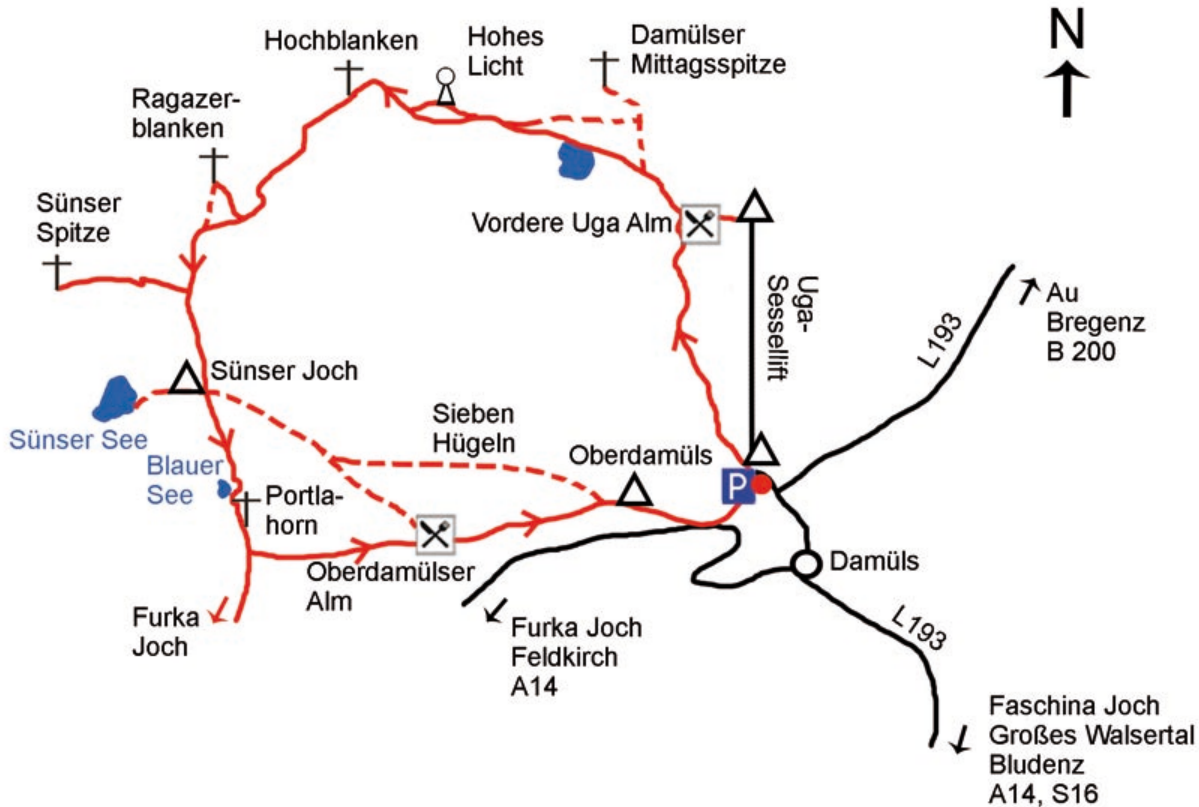 Hochblanken
Hohes
Licht
Damülser
Mittagsspitze
N
Ragazer-
blanken
Sünser
Spitze
Vordere Uga Alm
Uga-
Sessellift
L193
Au
Bregenz
B 200
Sünser Joch
Sünser See
Sieben
Hügeln
Oberdamüls
P
Blauer
See
Portla-
horn
Oberdamülser
Alm
Damüls
Furka
Joch
Furka Joch
Feldkirch
A14
L193
Faschina Joch
Großes Walsertal
Bludenz
A14, S16